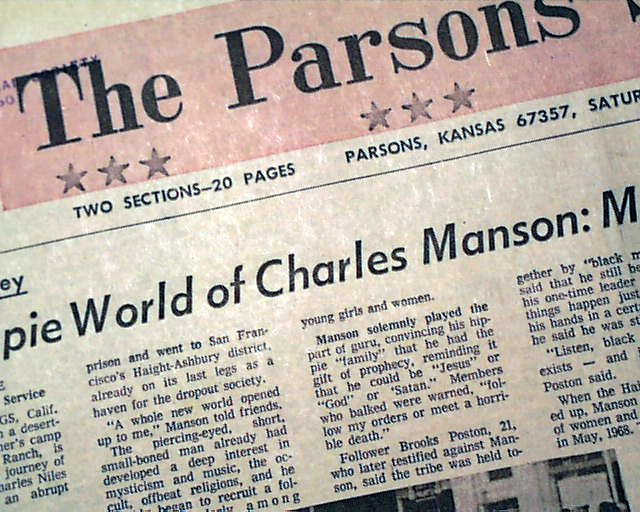 The Parsons
TWO SECTIONS—20 PAGES
PARSONS, KANSAS 67357, SATUR
ey
pie World of Charles Manson: M
Service
GS, Calif.
a desert-
ner's camp
Ranch, is
journey of
harles Niles
an abrupt
prison and went to San Fran-
cisco's Haight-Ashbury district,
already on its last legs as a
haven for the dropout society.
"A whole new world opened
up to me," Manson told friends.
The piercing-eyed, short,
small-boned man already had
developed a deep interest in
mysticism and music, the oc-
cult, offbeat religions, and he
began to recruit a fol-
among
young girls and women.
Manson solemnly played the
part of guru, convincing his hip-
pie "family" that he had the
gift of prophecy, reminding it
that he could be "Jesus" or
"God" or "Satan." Members
who balked were warned, "fol-
low my orders or meet a horri-
ble death."
Follower Brooks Poston, 21,
who later testified against Man-
son, said the tribe was held to-
gether by "black m
said that he still be
his one-time leader
things happen just
his hands in a cert
he said he was st
"Listen, black
exists — and
Poston said.
When the Ha
ed up, Manson
of women and
in May, 1968.